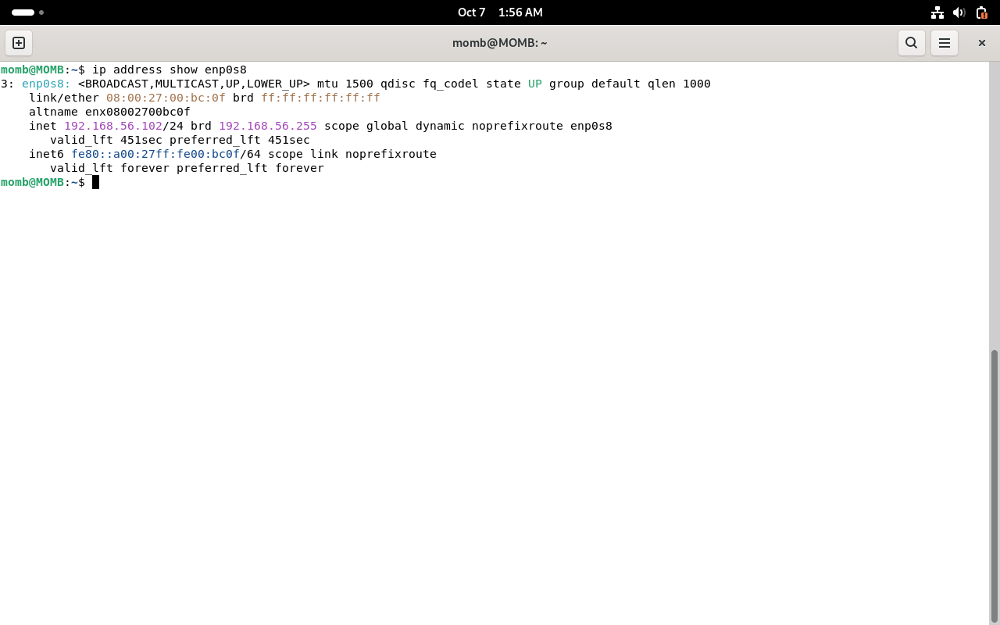 Oct 7 1:56 AM
momb@MOMB: ~
momb@MOMB:~$ ip address show enp0s8
3: enp0s8: <BROADCAST,MULTICAST,UP,LOWER_UP> mtu 1500 qdisc fq_codel state UP group default qlen 1000
    link/ether 08:00:27:00:bc:0f brd ff:ff:ff:ff:ff:ff
    altname enx08002700bc0f
    inet 192.168.56.102/24 brd 192.168.56.255 scope global dynamic noprefixroute enp0s8
       valid_lft 451sec preferred_lft 451sec
    inet6 fe80::a00:27ff:fe00:bc0f/64 scope link noprefixroute
       valid_lft forever preferred_lft forever
momb@MOMB:~$